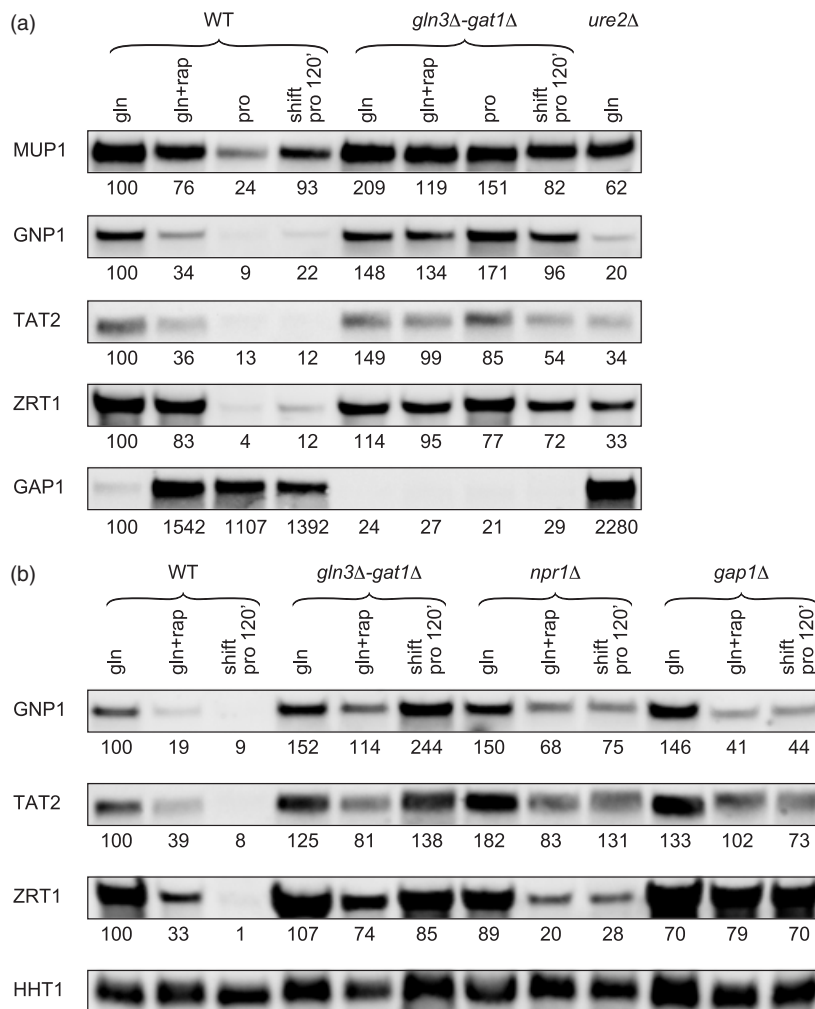 (a)
WT gln3Δ-gat1Δ ure2Δ
gln gln+rap pro shift pro 120' gln gln+rap pro shift pro 120' gln
MUP1
100 76 24 93 209 119 151 82 62
GNP1
100 34 9 22 148 134 171 96 20
TAT2
100 36 13 12 149 99 85 54 34
ZRT1
100 83 4 12 114 95 77 72 33
GAP1
100 1542 1107 1392 24 27 21 29 2280
(b)
WT gln3Δ-gat1Δ npr1Δ gap1Δ
gln gln+rap shift pro 120' gln gln+rap shift pro 120' gln gln+rap shift pro 120' gln gln+rap shift pro 120'
GNP1
100 19 9 152 114 244 150 68 75 146 41 44
TAT2
100 39 8 125 81 138 182 83 131 133 102 73
ZRT1
100 33 1 107 74 85 89 20 28 70 79 70
HHT1